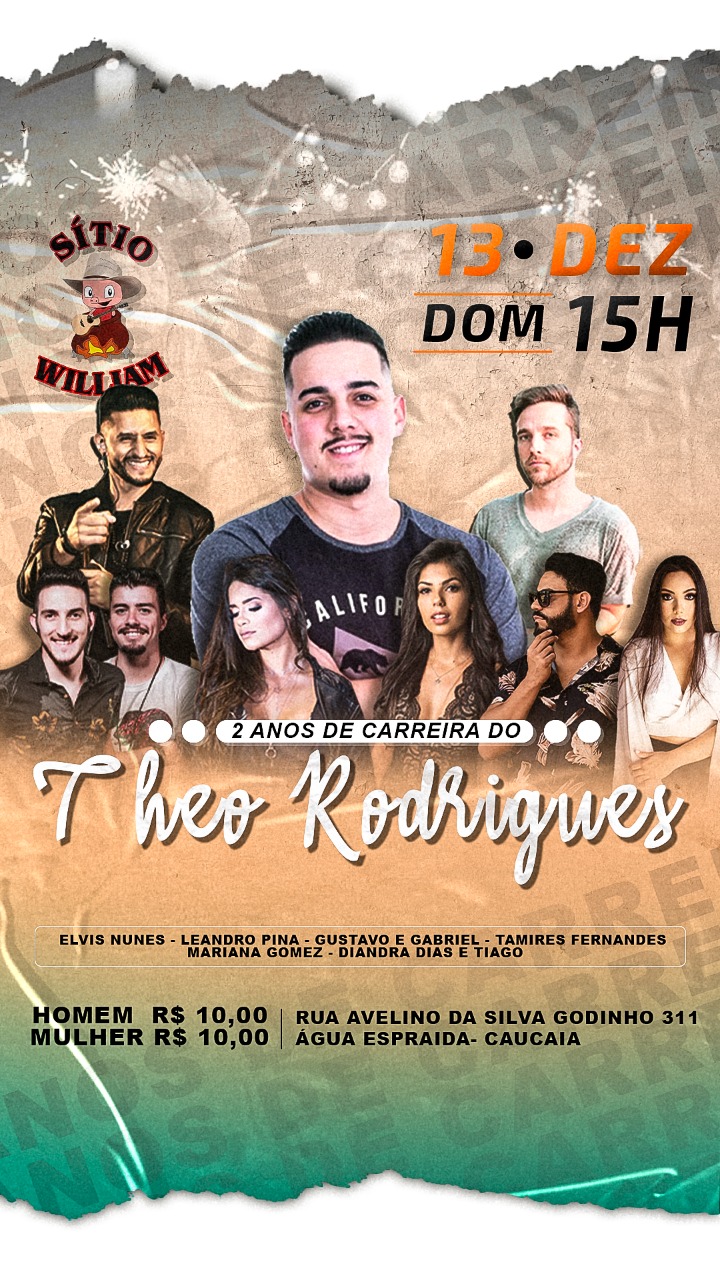 SÍTIO
WILLIAM
13 • DEZ
DOM 15H
CALIFOR
2 ANOS DE CARREIRA DO
Theo Rodrigues
ELVIS NUNES - LEANDRO PINA - GUSTAVO E GABRIEL - TAMIRES FERNANDES
MARIANA GOMEZ - DIANDRA DIAS E TIAGO
HOMEM R$ 10,00
MULHER R$ 10,00
RUA AVELINO DA SILVA GODINHO 311
ÁGUA ESPRAIDA- CAUCAIA